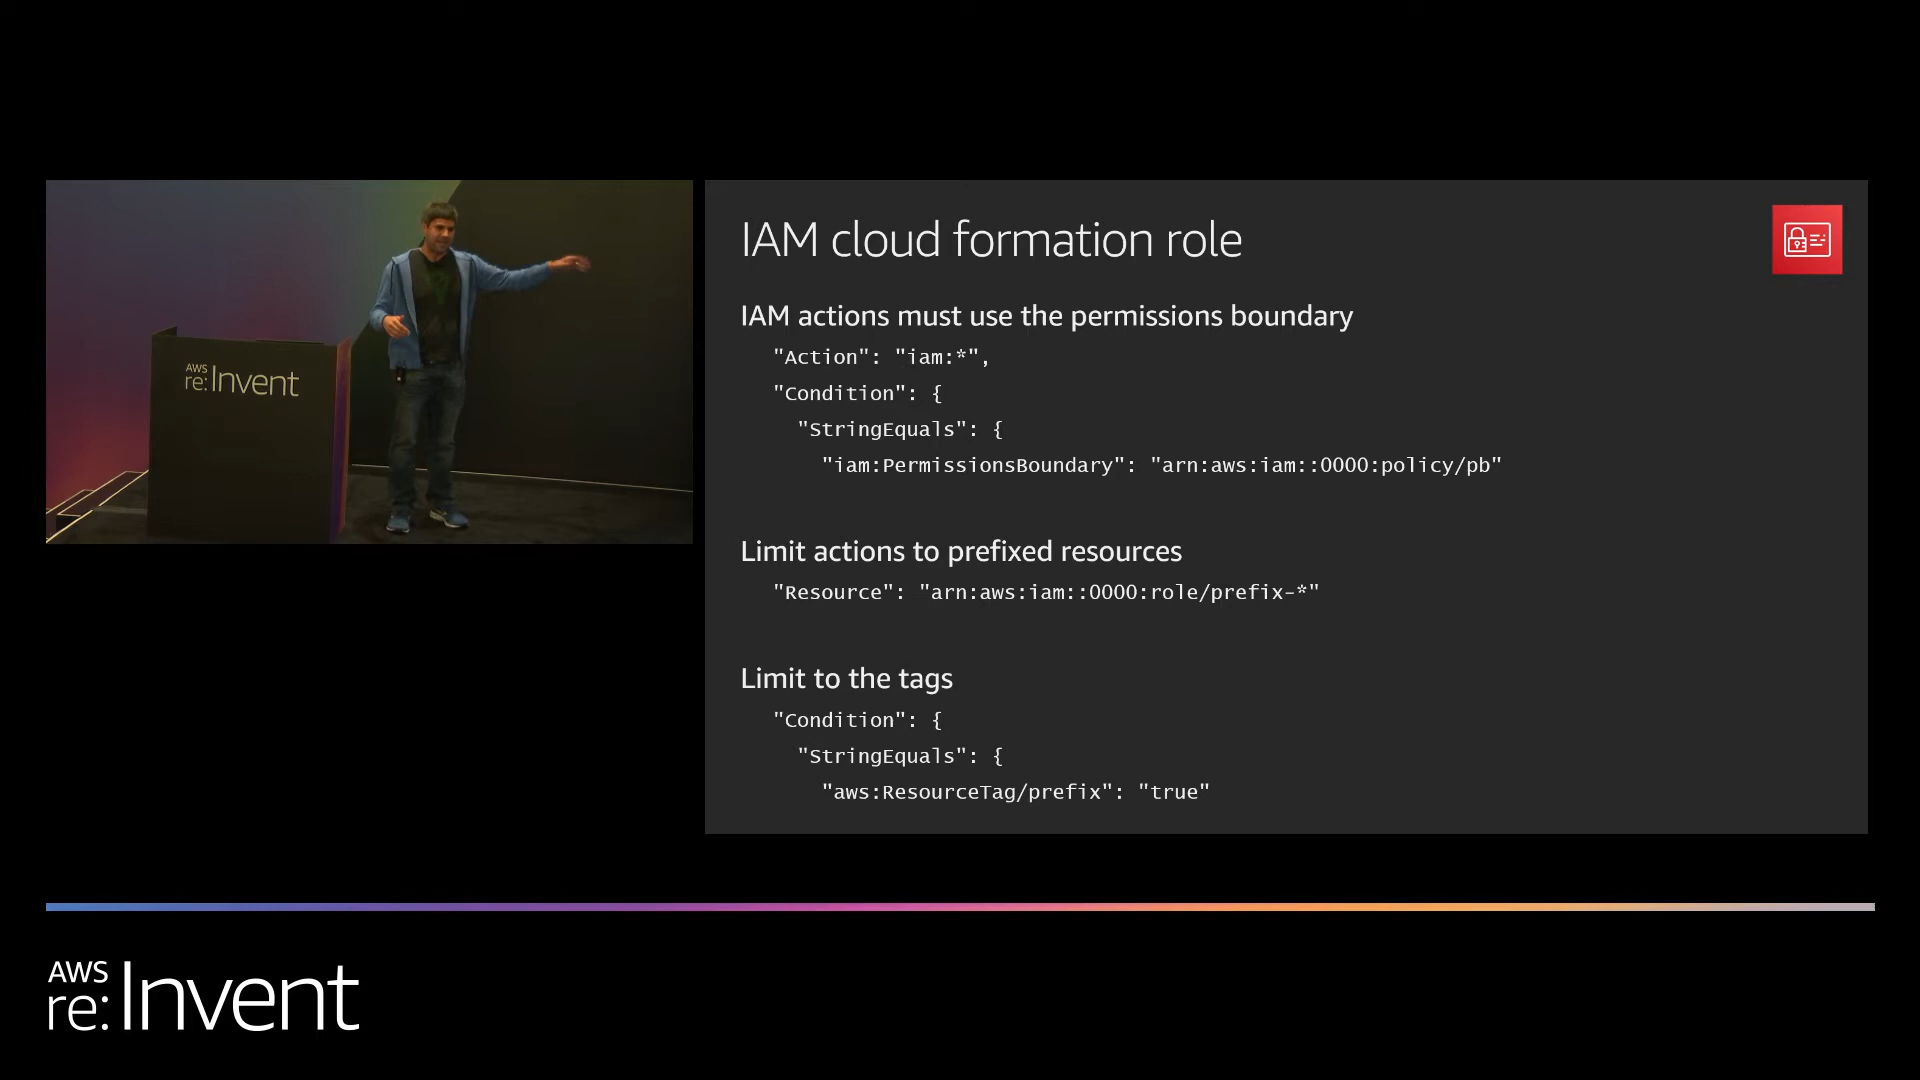 AWS
re:Invent
IAM cloud formation role
IAM actions must use the permissions boundary
"Action": "iam:*",
"Condition": {
"StringEquals": {
"iam:PermissionsBoundary": "arn:aws:iam::0000:policy/pb"
Limit actions to prefixed resources
"Resource": "arn:aws:iam::0000:role/prefix-*"
Limit to the tags
"Condition": {
"StringEquals": {
"aws:ResourceTag/prefix": "true"
AWS
re:Invent